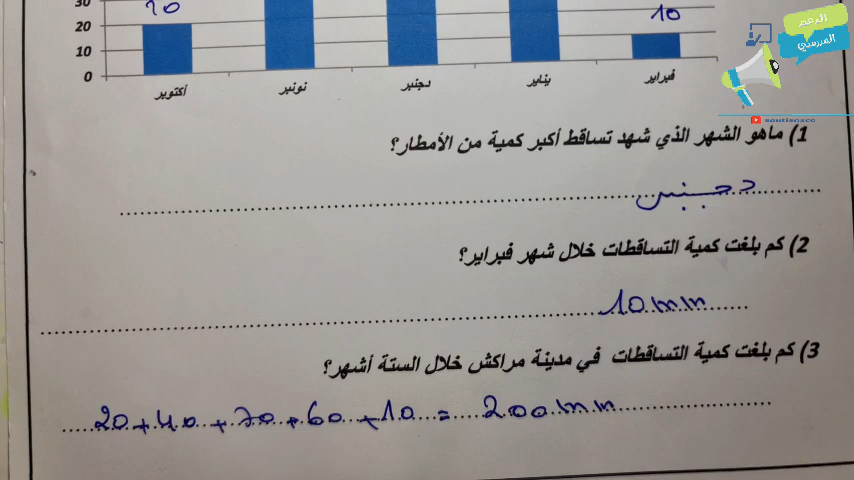 الدعم
المدرسي
soutiensco
30
20
20
10
10
0
أكتوبر نونبر دجنبر يناير فبراير
1) ماهو الشهر الذي شهد تساقط أكبر كمية من الأمطار؟
دجنبر
2) كم بلغت كمية التساقطات خلال شهر فبراير؟
10mm
3) كم بلغت كمية التساقطات في مدينة مراكش خلال الستة أشهر؟
20+40+70+60+10 = 200mm